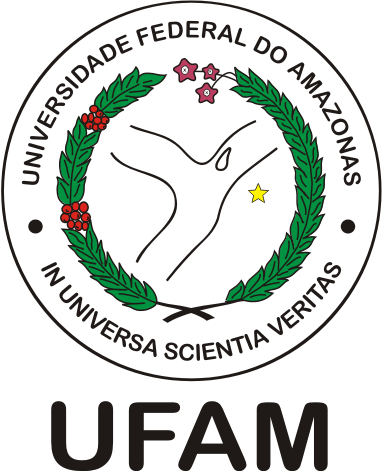 UNIVERSIDADE FEDERAL DO AMAZONAS
IN UNIVERSA SCIENTIA VERITAS
UFAM